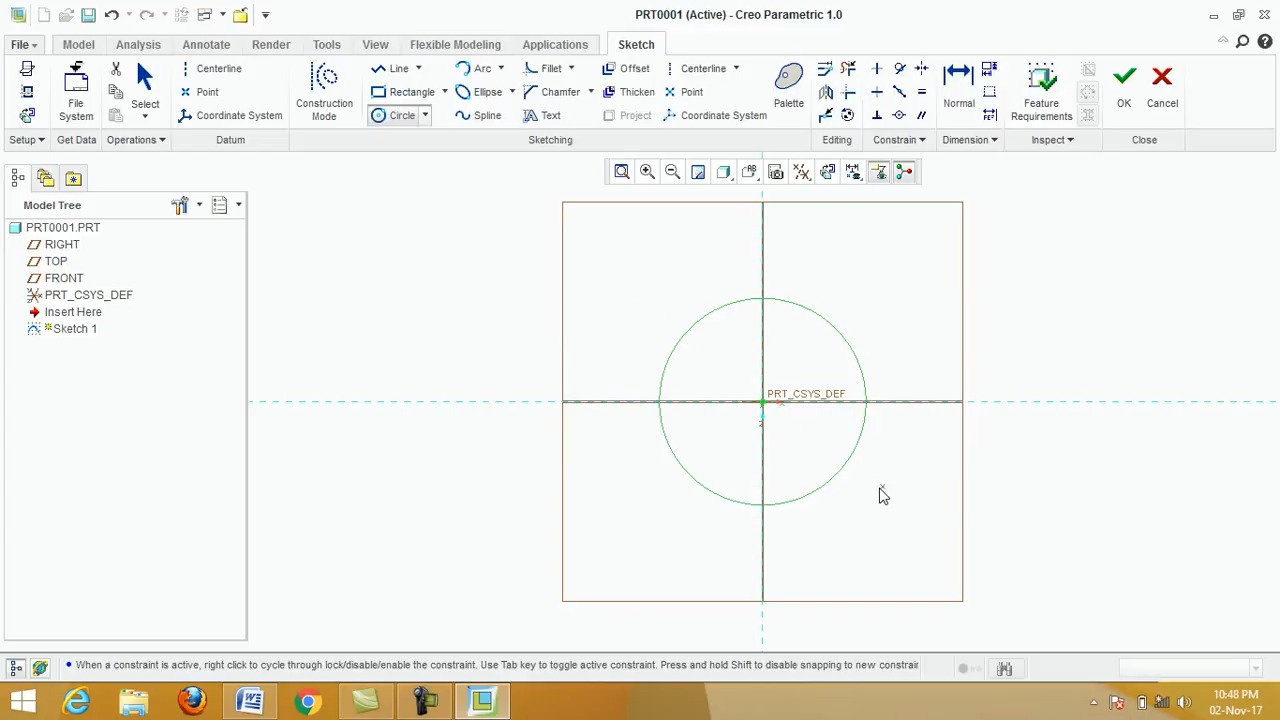 PRT0001 (Active) - Creo Parametric 1.0
File Model Analysis Annotate Render Tools View Flexible Modeling Applications Sketch
Centerline Line Arc Fillet Offset Centerline
Point Rectangle Ellipse Chamfer Thicken Point
Coordinate System Circle Spline Text Project Coordinate System
File System
Select
Construction Mode
Palette
Normal
Feature Requirements
OK
Cancel
Setup Get Data Operations Datum Sketching Editing Constrain Dimension Inspect Close
Model Tree
PRT0001.PRT
RIGHT
TOP
FRONT
PRT_CSYS_DEF
Insert Here
Sketch 1
PRT_CSYS_DEF
X
When a constraint is active, right click to cycle through lock/disable/enable the constraint. Use Tab key to toggle active constraint. Press and hold Shift to disable snapping to new constrair
10:48 PM
02-Nov-17